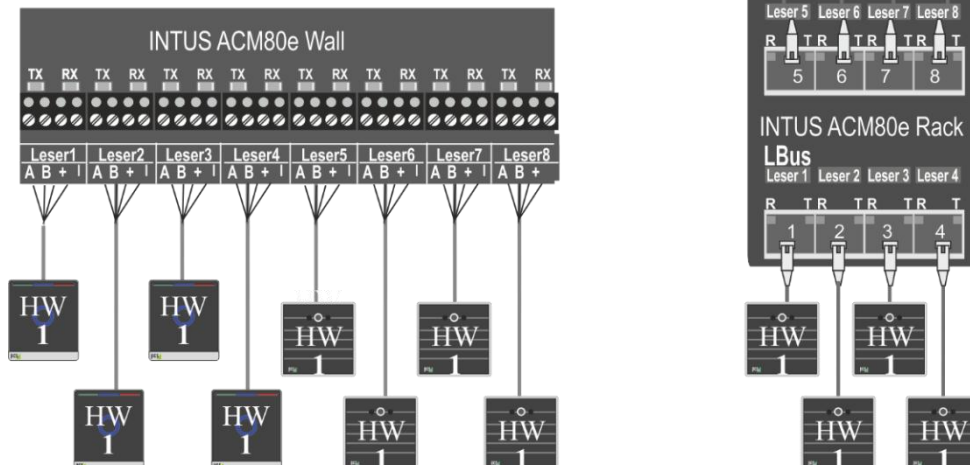 INTUS ACM80e Wall
TX RX TX RX TX RX TX RX TX RX TX RX TX RX TX RX
Leser1 Leser2 Leser3 Leser4 Leser5 Leser6 Leser7 Leser8
A B + I A B + I A B + I A B + I A B + I A B + I A B + I A B +
HW
1
HW
1
HW
1
HW
1
HW
1
HW
1
HW
1
HW
1
Leser 5 Leser 6 Leser 7 Leser 8
R T R T R T R T
5 6 7 8
INTUS ACM80e Rack
LBus
Leser 1 Leser 2 Leser 3 Leser 4
R T R T R T R T
1 2 3 4
HW
1
HW
1
HW
1
HW
1